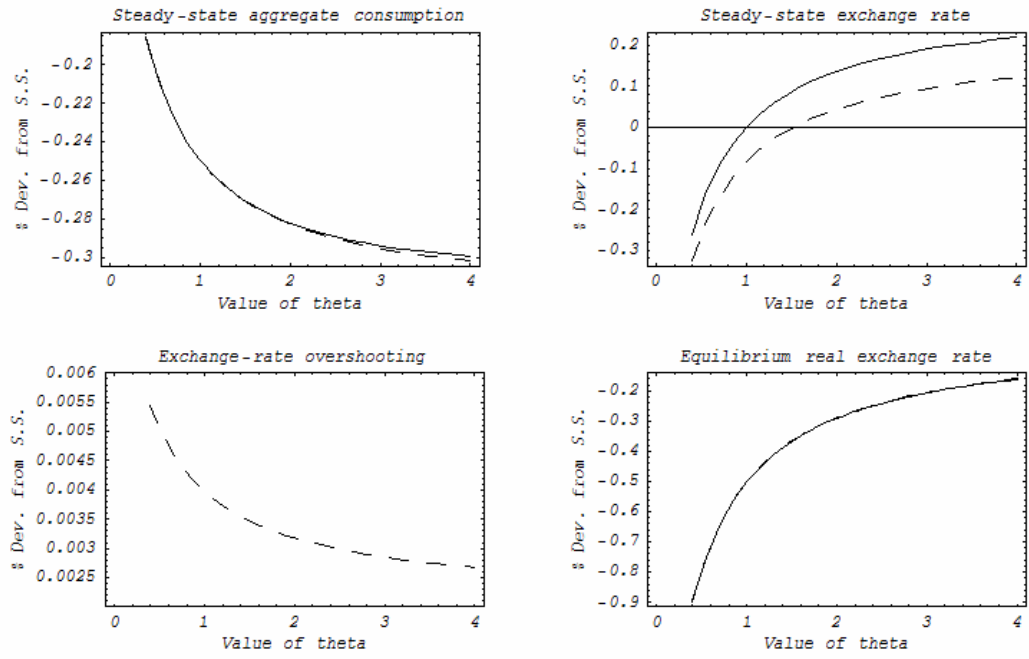 Steady-state aggregate consumption
% Dev. from S.S.
-0.2
-0.22
-0.24
-0.26
-0.28
-0.3
0 1 2 3 4
Value of theta
Steady-state exchange rate
% Dev. from S.S.
0.2
0.1
0
-0.1
-0.2
-0.3
0 1 2 3 4
Value of theta
Exchange-rate overshooting
% Dev. from S.S.
0.006
0.0055
0.005
0.0045
0.004
0.0035
0.003
0.0025
0 1 2 3 4
Value of theta
Equilibrium real exchange rate
% Dev. from S.S.
-0.2
-0.3
-0.4
-0.5
-0.6
-0.7
-0.8
-0.9
0 1 2 3 4
Value of theta